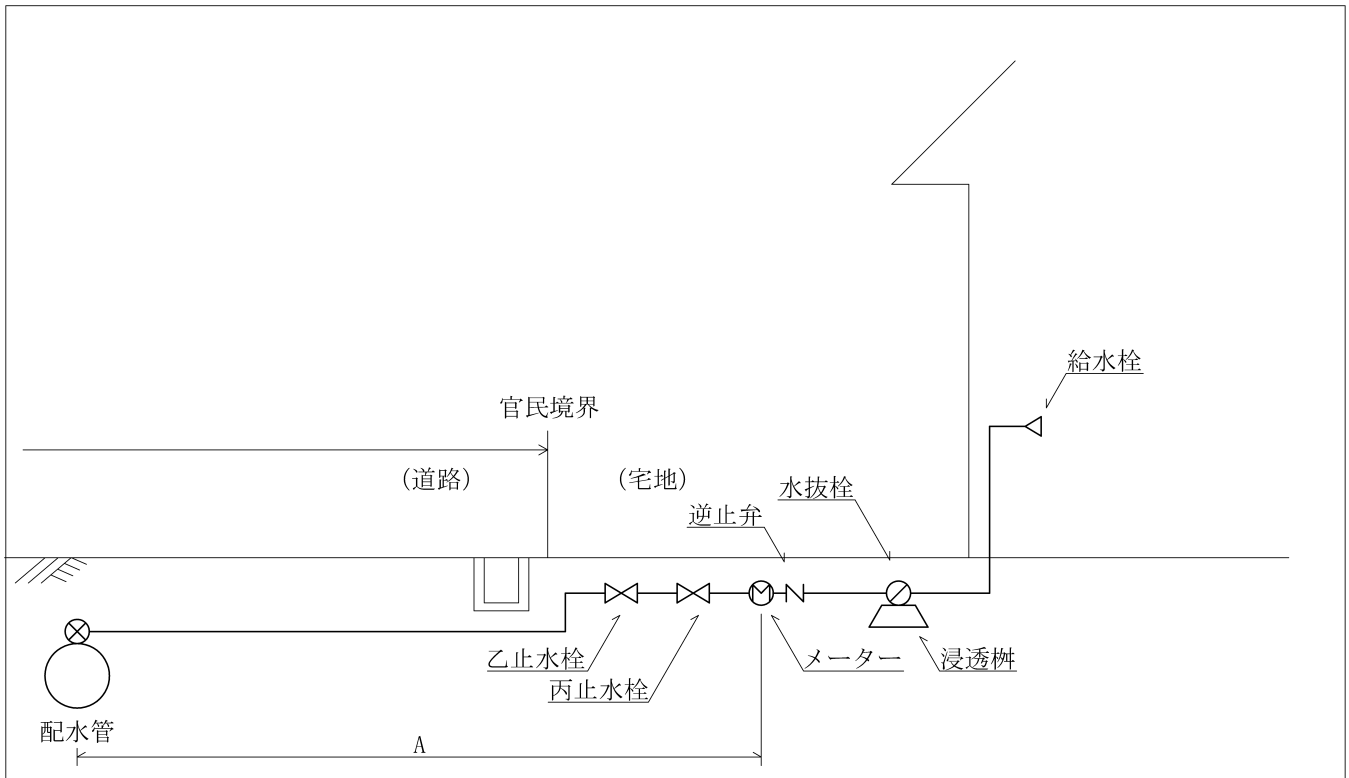 給水栓
官民境界
(道路)
(宅地)
水抜栓
逆止弁
乙止水栓
メーター
浸透桝
丙止水栓
配水管
A